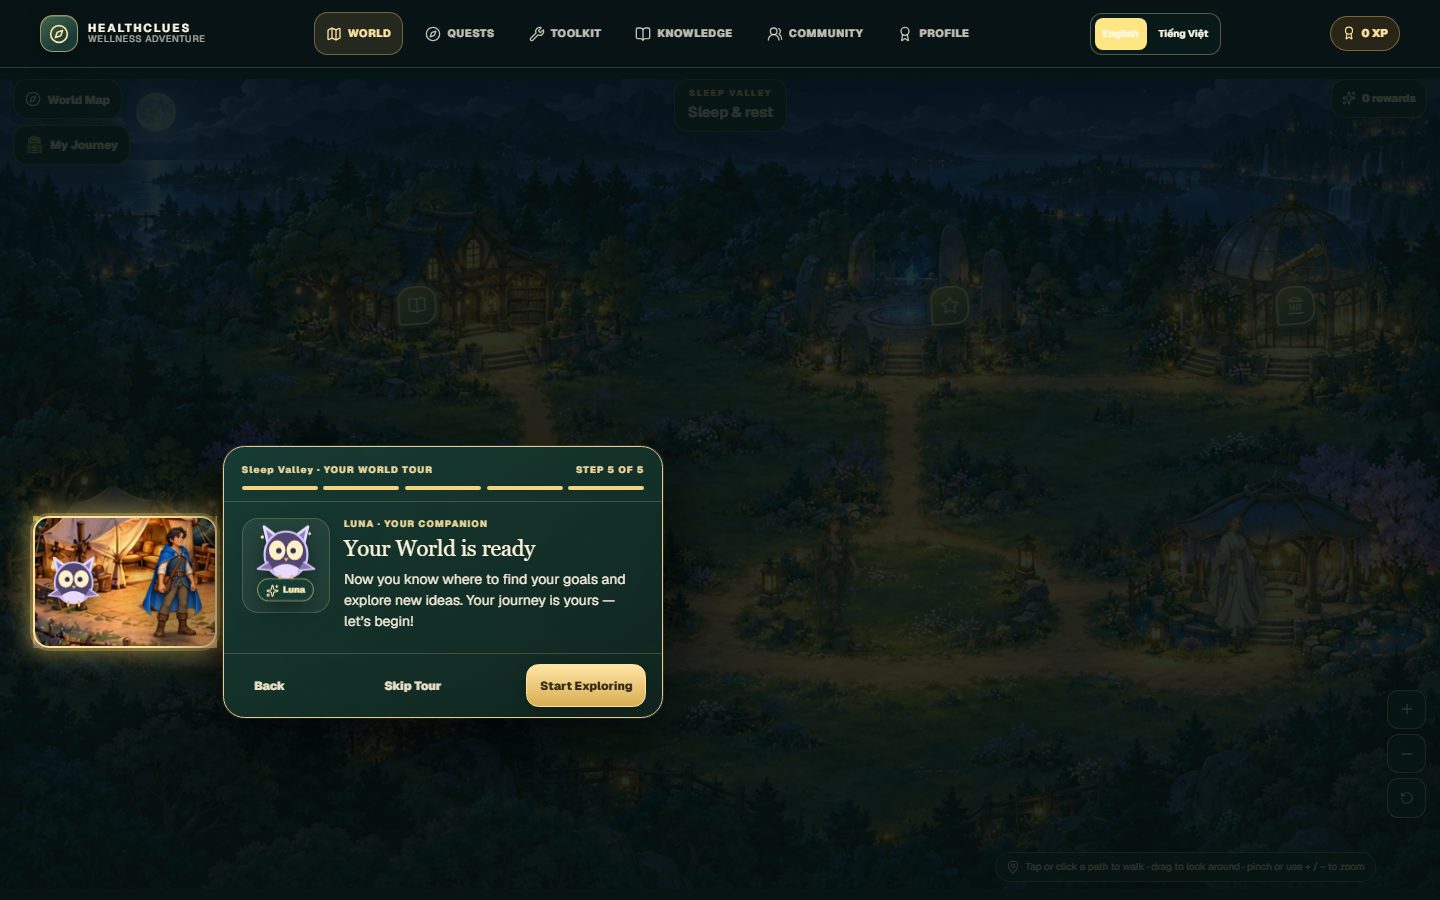 HEALTHCLUES
WELLNESS ADVENTURE
WORLD
QUESTS
TOOLKIT
KNOWLEDGE
COMMUNITY
PROFILE
English
Tiếng Việt
0 XP
World Map
My Journey
SLEEP VALLEY
Sleep & rest
0 rewards
Sleep Valley · YOUR WORLD TOUR
STEP 5 OF 5
LUNA · YOUR COMPANION
Your World is ready
Now you know where to find your goals and
explore new ideas. Your journey is yours —
let's begin!
Luna
Back
Skip Tour
Start Exploring
Tap or click a path to walk · drag to look around · pinch or use + / − to zoom